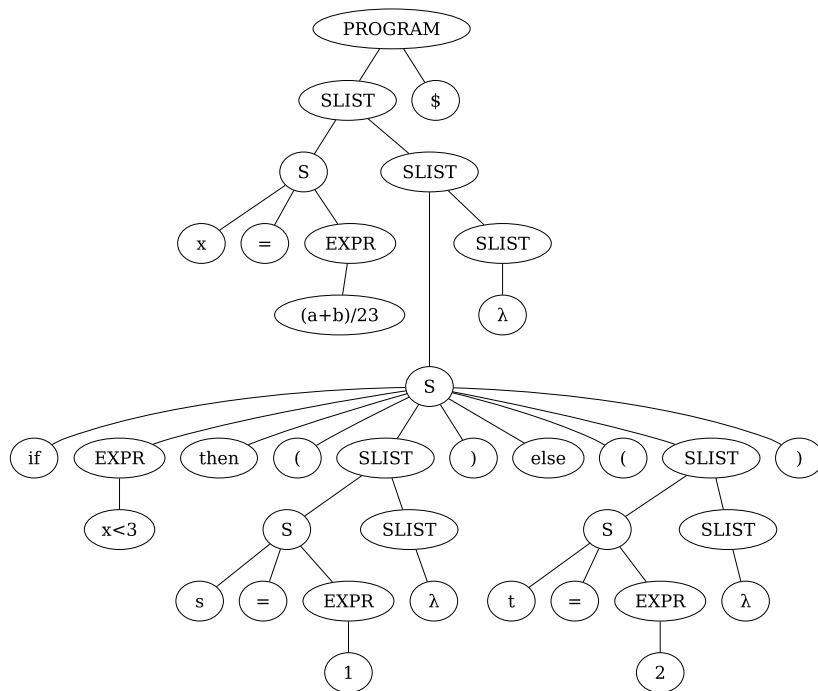 PROGRAM
SLIST $
S SLIST
x = EXPR SLIST
(a+b)/23 λ
S
if EXPR then ( SLIST ) else ( SLIST )
x<3 S SLIST S SLIST
s = EXPR λ t = EXPR λ
1 2